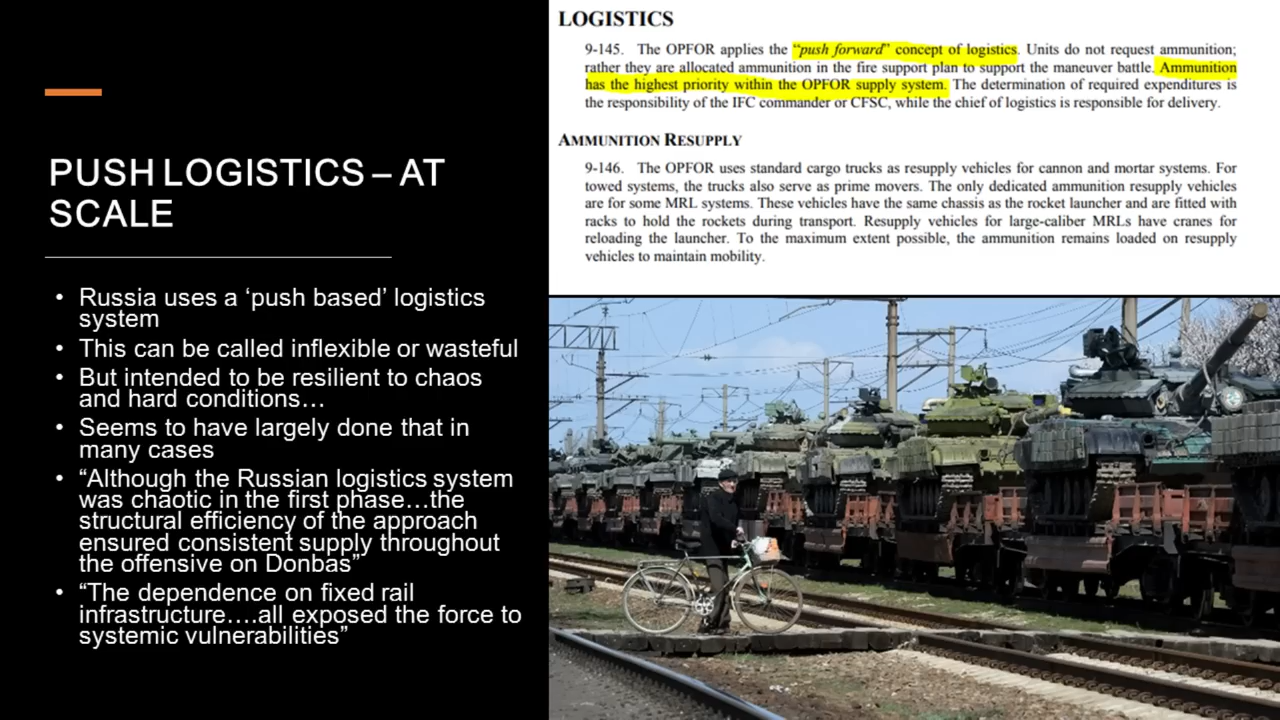 PUSH LOGISTICS – AT
SCALE
• Russia uses a ‘push based’ logistics
system
• This can be called inflexible or wasteful
• But intended to be resilient to chaos
and hard conditions…
• Seems to have largely done that in
many cases
• “Although the Russian logistics system
was chaotic in the first phase…the
structural efficiency of the approach
ensured consistent supply throughout
the offensive on Donbas”
• “The dependence on fixed rail
infrastructure….all exposed the force to
systemic vulnerabilities”
LOGISTICS
9-145. The OPFOR applies the “push forward” concept of logistics. Units do not request ammunition;
rather they are allocated ammunition in the fire support plan to support the maneuver battle. Ammunition
has the highest priority within the OPFOR supply system. The determination of required expenditures is
the responsibility of the IFC commander or CFSC, while the chief of logistics is responsible for delivery.
AMMUNITION RESUPPLY
9-146. The OPFOR uses standard cargo trucks as resupply vehicles for cannon and mortar systems. For
towed systems, the trucks also serve as prime movers. The only dedicated ammunition resupply vehicles
are for some MRL systems. These vehicles have the same chassis as the rocket launcher and are fitted with
racks to hold the rockets during transport. Resupply vehicles for large-caliber MRLs have cranes for
reloading the launcher. To the maximum extent possible, the ammunition remains loaded on resupply
vehicles to maintain mobility.